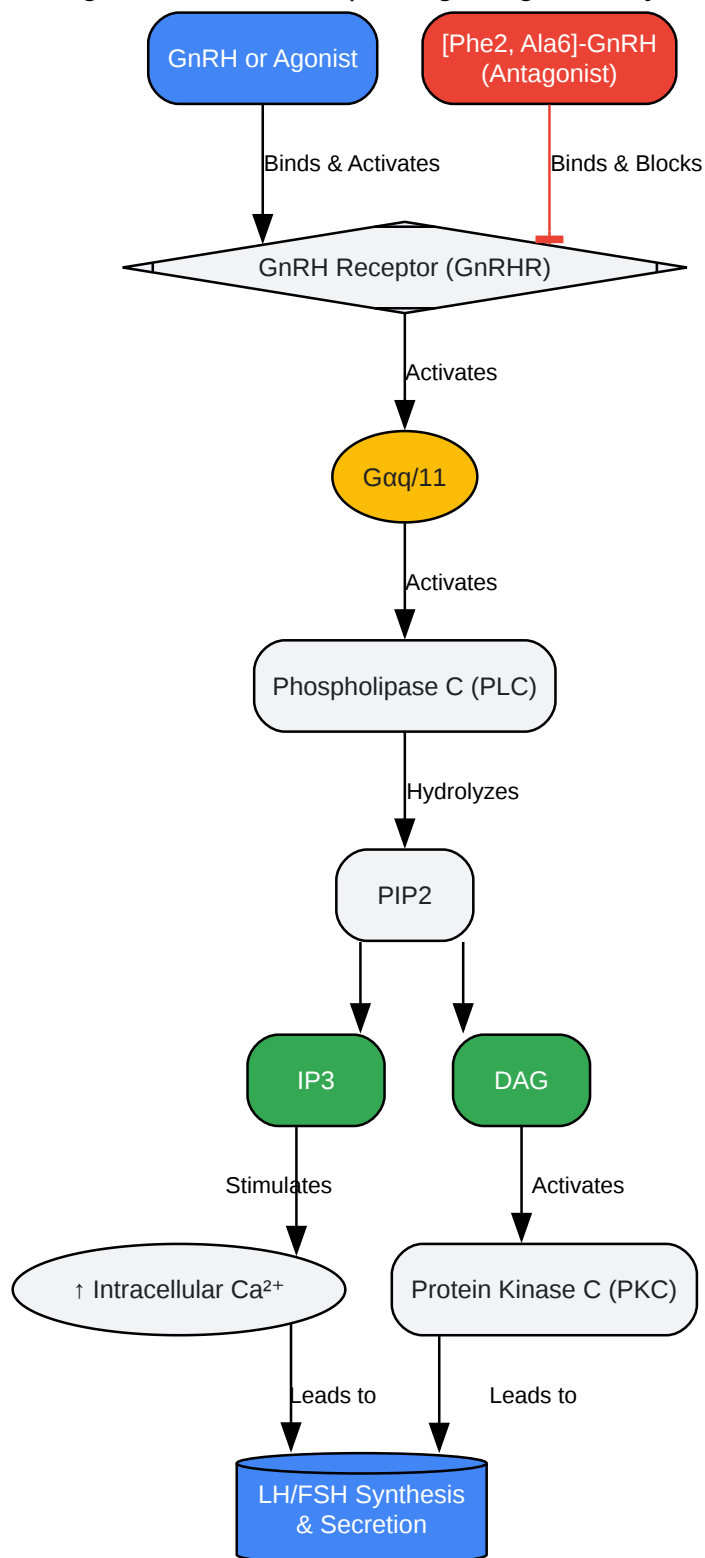 GnRH or Agonist
[Phe2, Ala6]-GnRH
(Antagonist)
Binds & Activates
Binds & Blocks
GnRH Receptor (GnRHR)
Activates
Gαq/11
Activates
Phospholipase C (PLC)
Hydrolyzes
PIP2
IP3
DAG
Stimulates
Activates
↑ Intracellular Ca²⁺
Protein Kinase C (PKC)
Leads to
Leads to
LH/FSH Synthesis
& Secretion